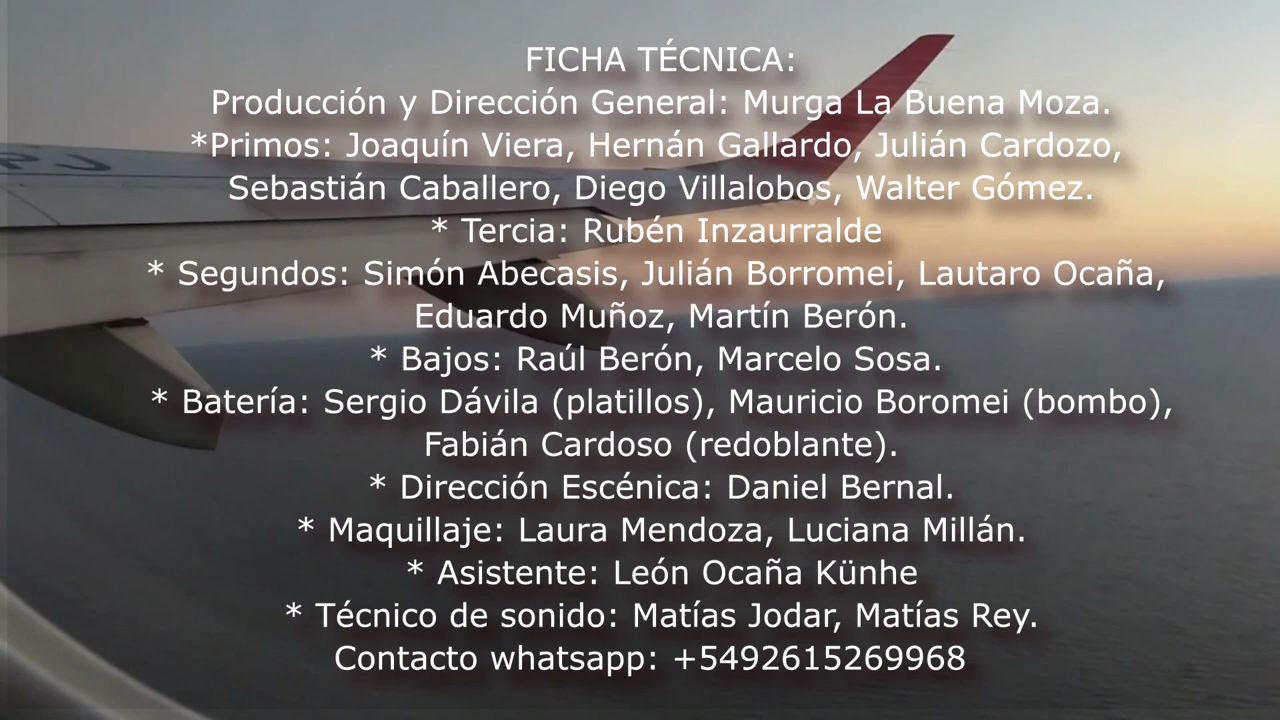 FICHA TÉCNICA:
Producción y Dirección General: Murga La Buena Moza.
*Primos: Joaquín Viera, Hernán Gallardo, Julián Cardozo,
Sebastián Caballero, Diego Villalobos, Walter Gómez.
* Tercia: Rubén Inzaurralde
* Segundos: Simón Abecasis, Julián Borromei, Lautaro Ocaña,
Eduardo Muñoz, Martín Berón.
* Bajos: Raúl Berón, Marcelo Sosa.
* Batería: Sergio Dávila (platillos), Mauricio Boromei (bombo),
Fabián Cardoso (redoblante).
* Dirección Escénica: Daniel Bernal.
* Maquillaje: Laura Mendoza, Luciana Millán.
* Asistente: León Ocaña Künhe
* Técnico de sonido: Matías Jodar, Matías Rey.
Contacto whatsapp: +5492615269968